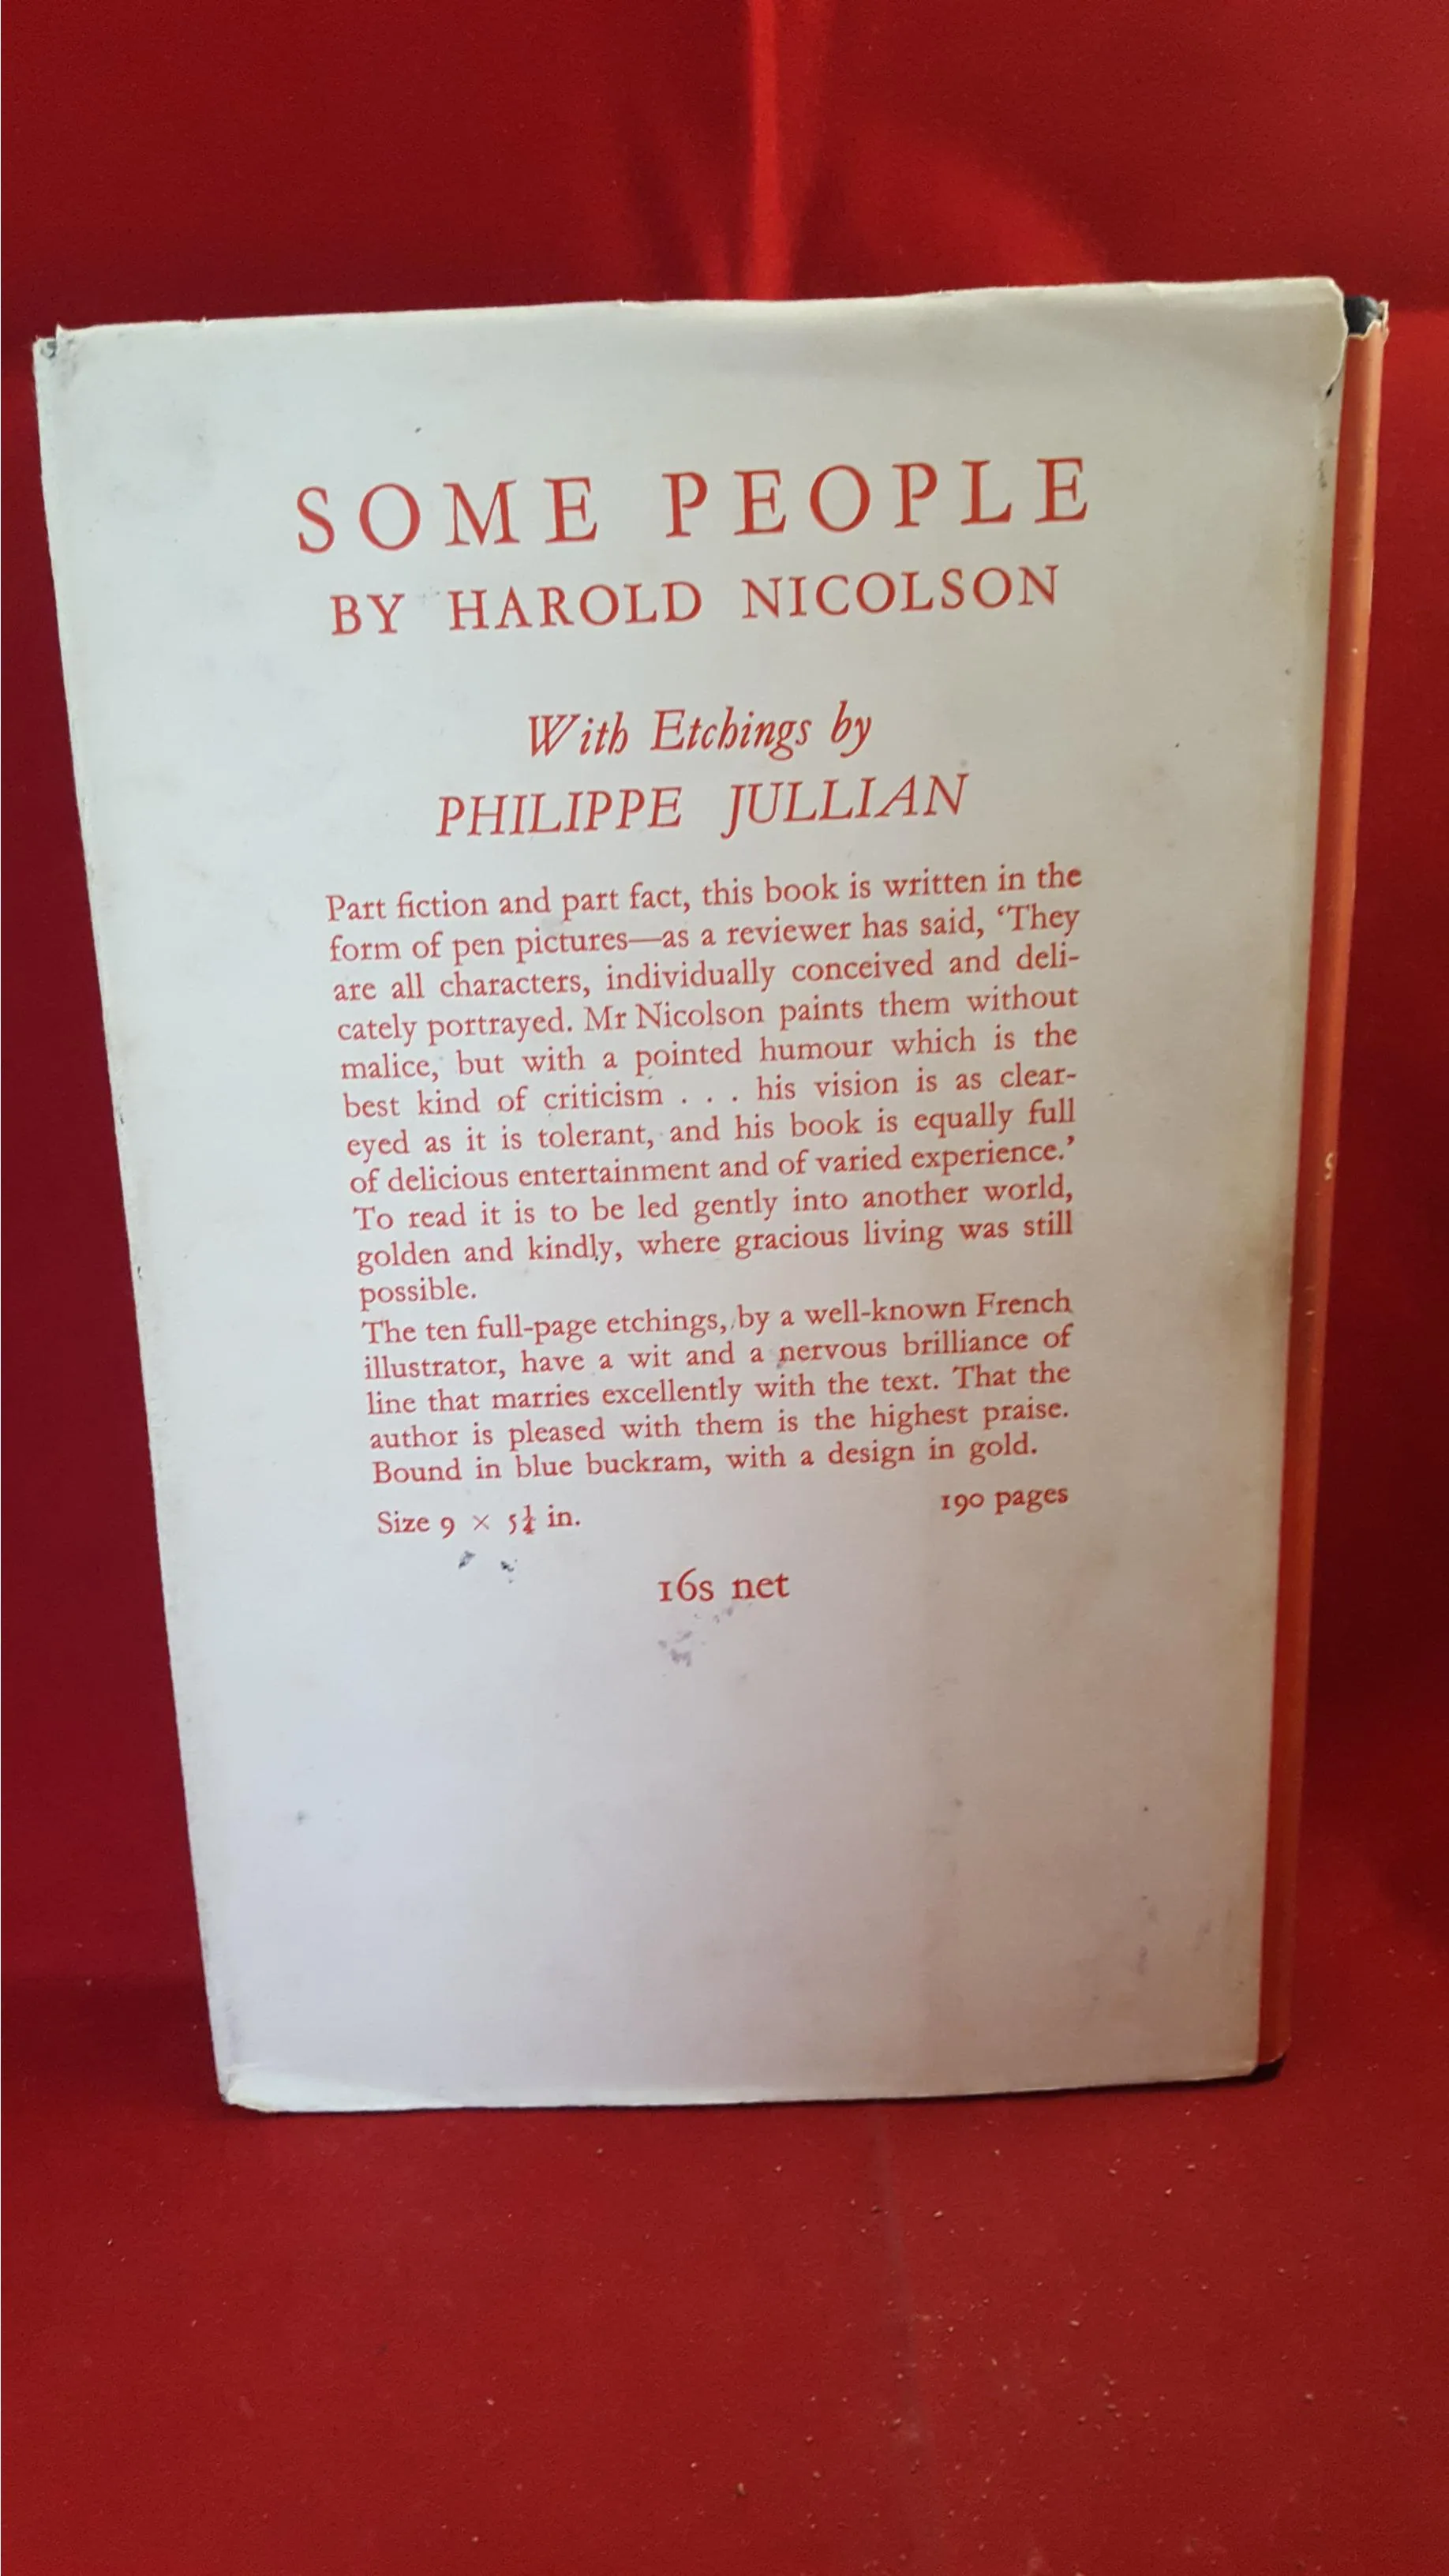 SOME PEOPLE
BY HAROLD NICOLSON
With Etchings by
PHILIPPE JULLIAN
Part fiction and part fact, this book is written in the
form of pen pictures—as a reviewer has said, ‘They
are all characters, individually conceived and deli-
cately portrayed. Mr Nicolson paints them without
malice, but with a pointed humour which is the
best kind of criticism . . . his vision is as clear-
eyed as it is tolerant, and his book is equally full
of delicious entertainment and of varied experience.’
To read it is to be led gently into another world,
golden and kindly, where gracious living was still
possible.
The ten full-page etchings, by a well-known French
illustrator, have a wit and a nervous brilliance of
line that marries excellently with the text. That the
author is pleased with them is the highest praise.
Bound in blue buckram, with a design in gold.
Size 9 × 5¼ in. 190 pages
16s net